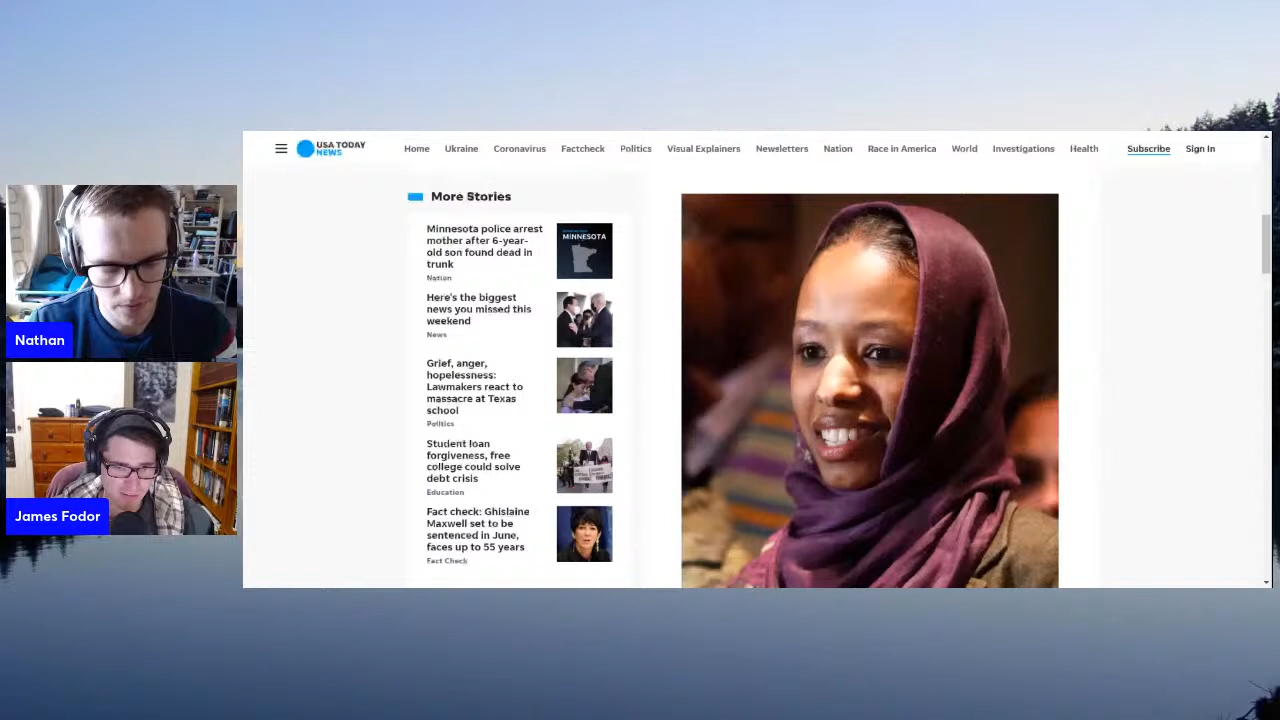 USA TODAY
NEWS
Home Ukraine Coronavirus Factcheck Politics Visual Explainers Newsletters Nation Race in America World Investigations Health Subscribe Sign In
More Stories
Minnesota police arrest
mother after 6-year-
old son found dead in
trunk
Nation
MINNESOTA
Here's the biggest
news you missed this
weekend
News
Grief, anger,
hopelessness:
Lawmakers react to
massacre at Texas
school
Politics
Student loan
forgiveness, free
college could solve
debt crisis
Education
Fact check: Ghislaine
Maxwell set to be
sentenced in June,
faces up to 55 years
Fact Check
Nathan
James Fodor